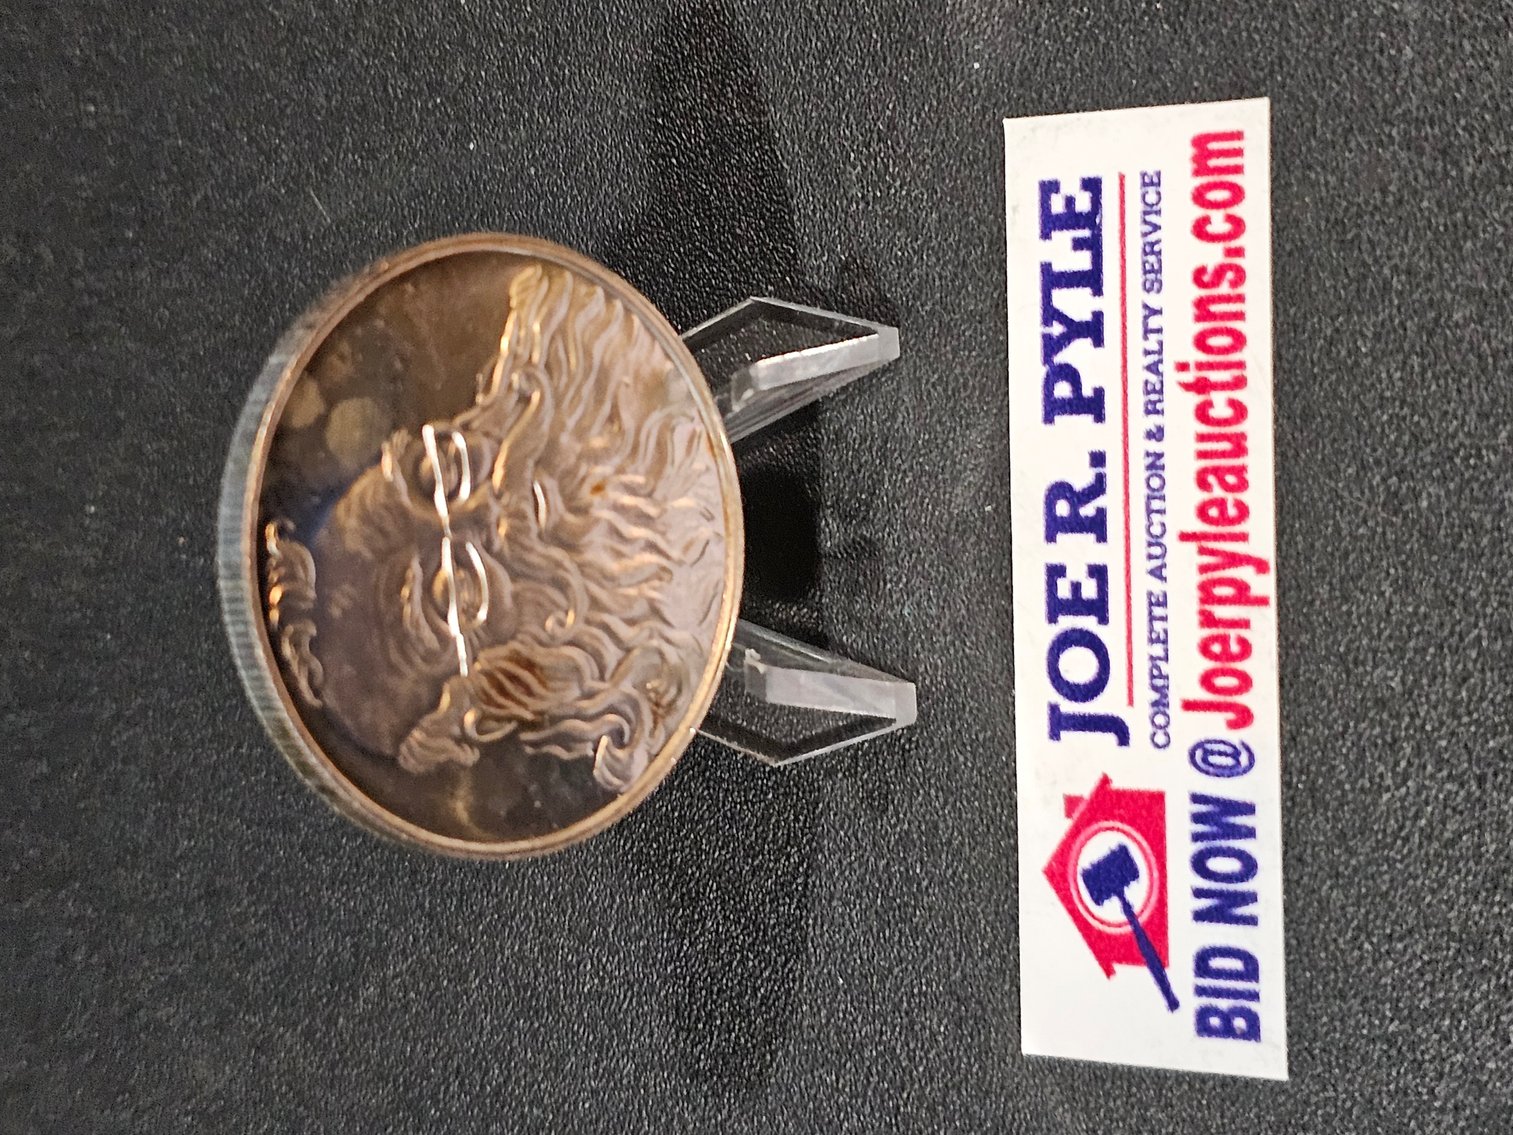 JOE R. PYLE
COMPLETE AUCTION & REALTY SERVICE
BID NOW @ Joerpyleauctions.com